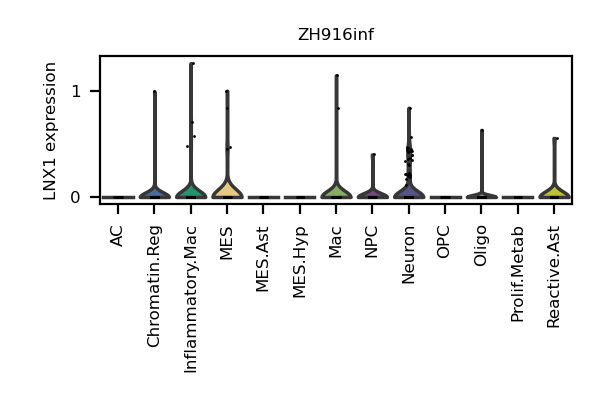 ZH916inf
LNX1 expression
1
0
AC
Chromatin.Reg
Inflammatory.Mac
MES
MES.Ast
MES.Hyp
Mac
NPC
Neuron
OPC
Oligo
Prolif.Metab
Reactive.Ast